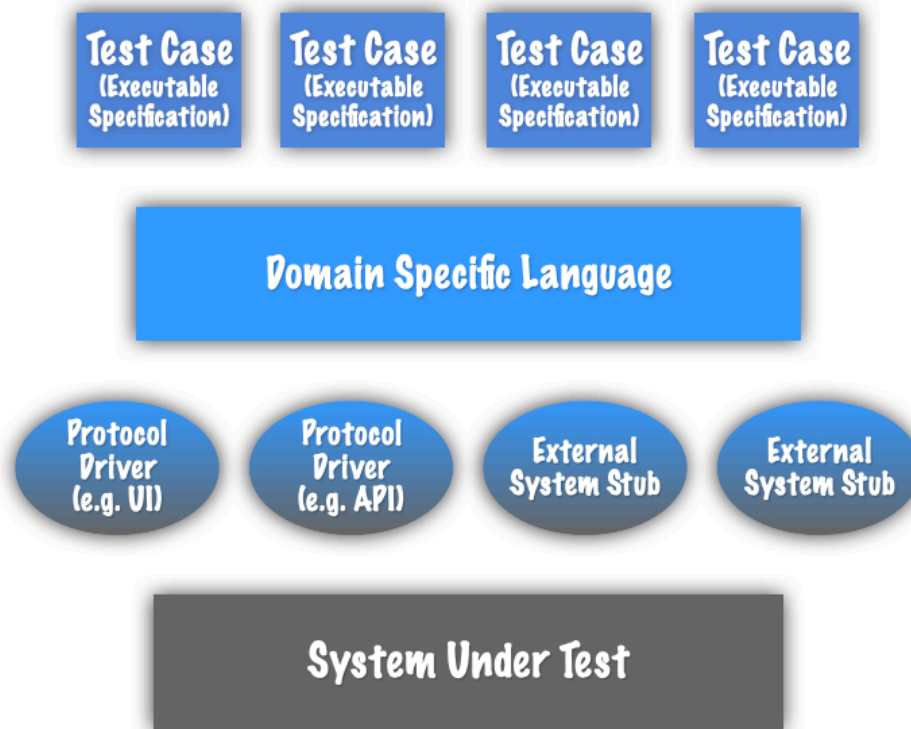 Test Case
(Executable
Specification)
Test Case
(Executable
Specification)
Test Case
(Executable
Specification)
Test Case
(Executable
Specification)
Domain Specific Language
Protocol
Driver
(e.g. UI)
Protocol
Driver
(e.g. API)
External
System Stub
External
System Stub
System Under Test